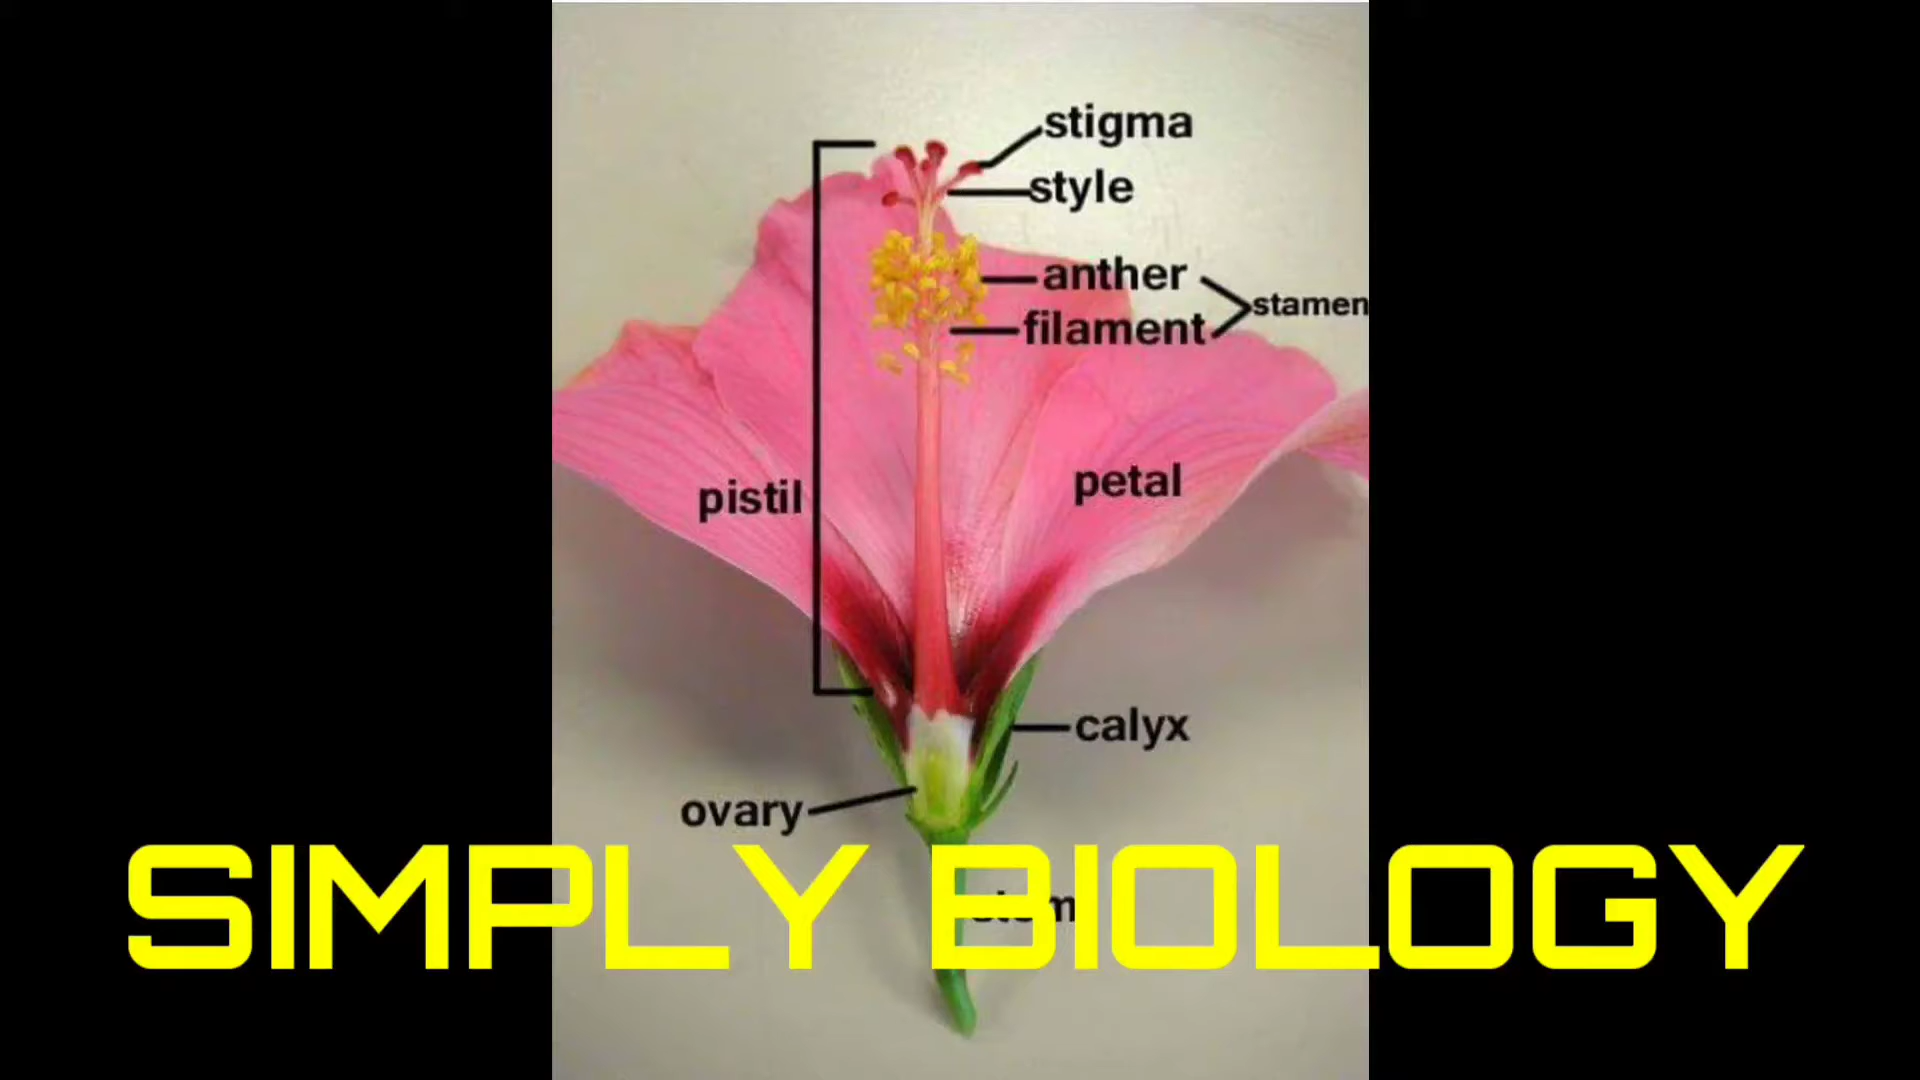 stigma
style
anther
stamen
filament
petal
pistil
calyx
ovary
SIMPLY BIOLOGY